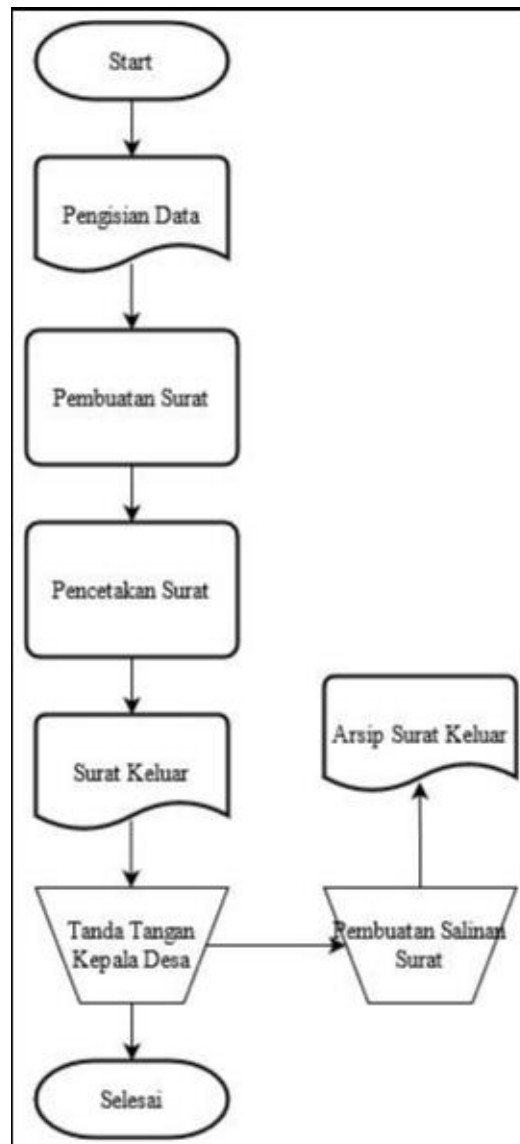 Start
Pengisian Data
Pembuatan Surat
Pencetakan Surat
Surat Keluar
Arsip Surat Keluar
Tanda Tangan
Kepala Desa
Pembuatan Salinan
Surat
Selesai